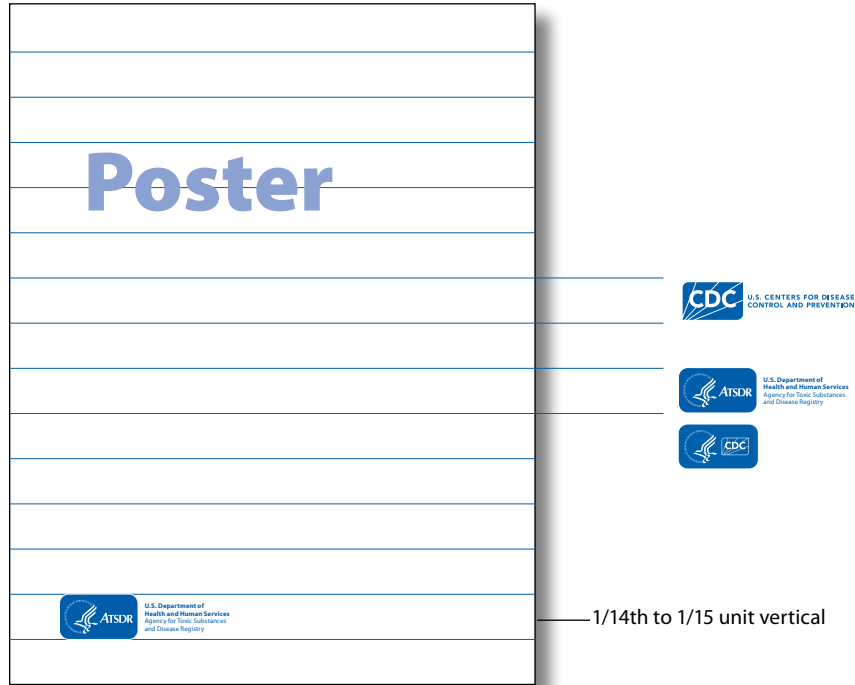 Poster
CDC
U.S. CENTERS FOR DISEASE
CONTROL AND PREVENTION
ATSDR
U.S. Department of
Health and Human Services
Agency for Toxic Substances
and Disease Registry
CDC
ATSDR
U.S. Department of
Health and Human Services
Agency for Toxic Substances
and Disease Registry
1/14th to 1/15 unit vertical